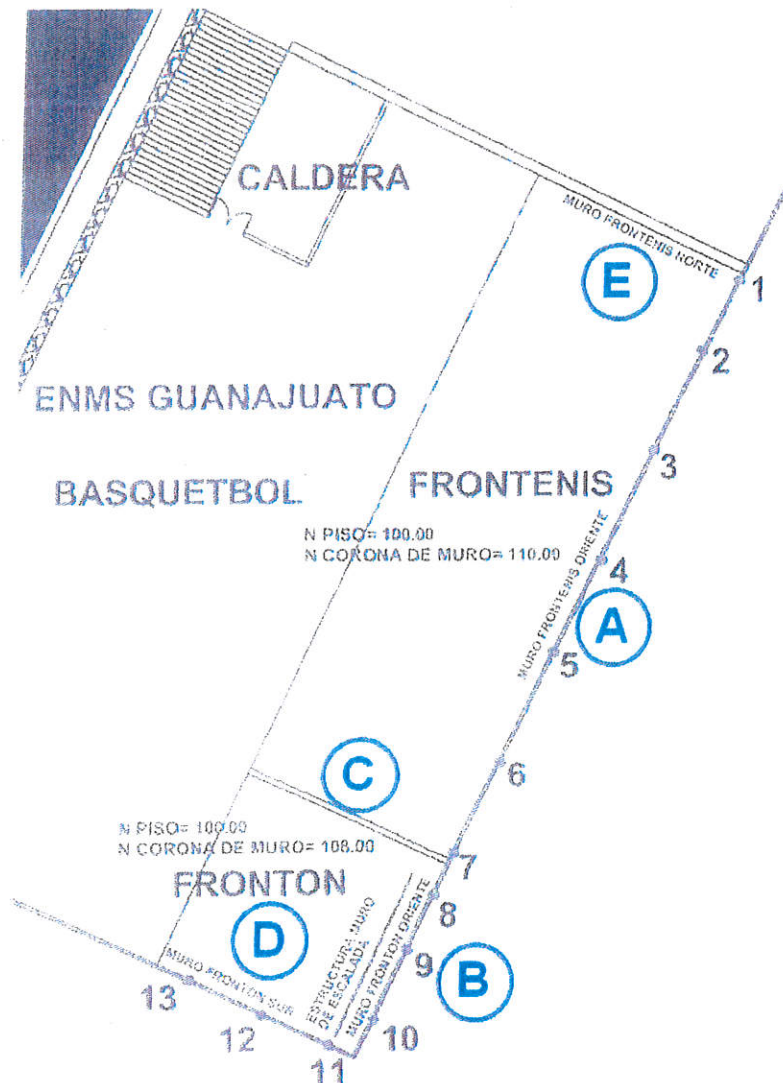 CALDERA
MURO FRONTENIS NORTE
E
1
2
ENMS GUANAJUATO
3
BASQUETBOL
FRONTENIS
N PISO= 100.00
N CORONA DE MURO= 110.00
4
MURO FRONTENIS ORIENTE
A
5
6
C
N PISO= 100.00
N CORONA DE MURO= 108.00
7
FRONTON
8
D
ESTRUCTURA MURO
DE ESCALADA
MURO FRONTON ORIENTE
9
B
MURO FRONTON SUR
13
12
10
11